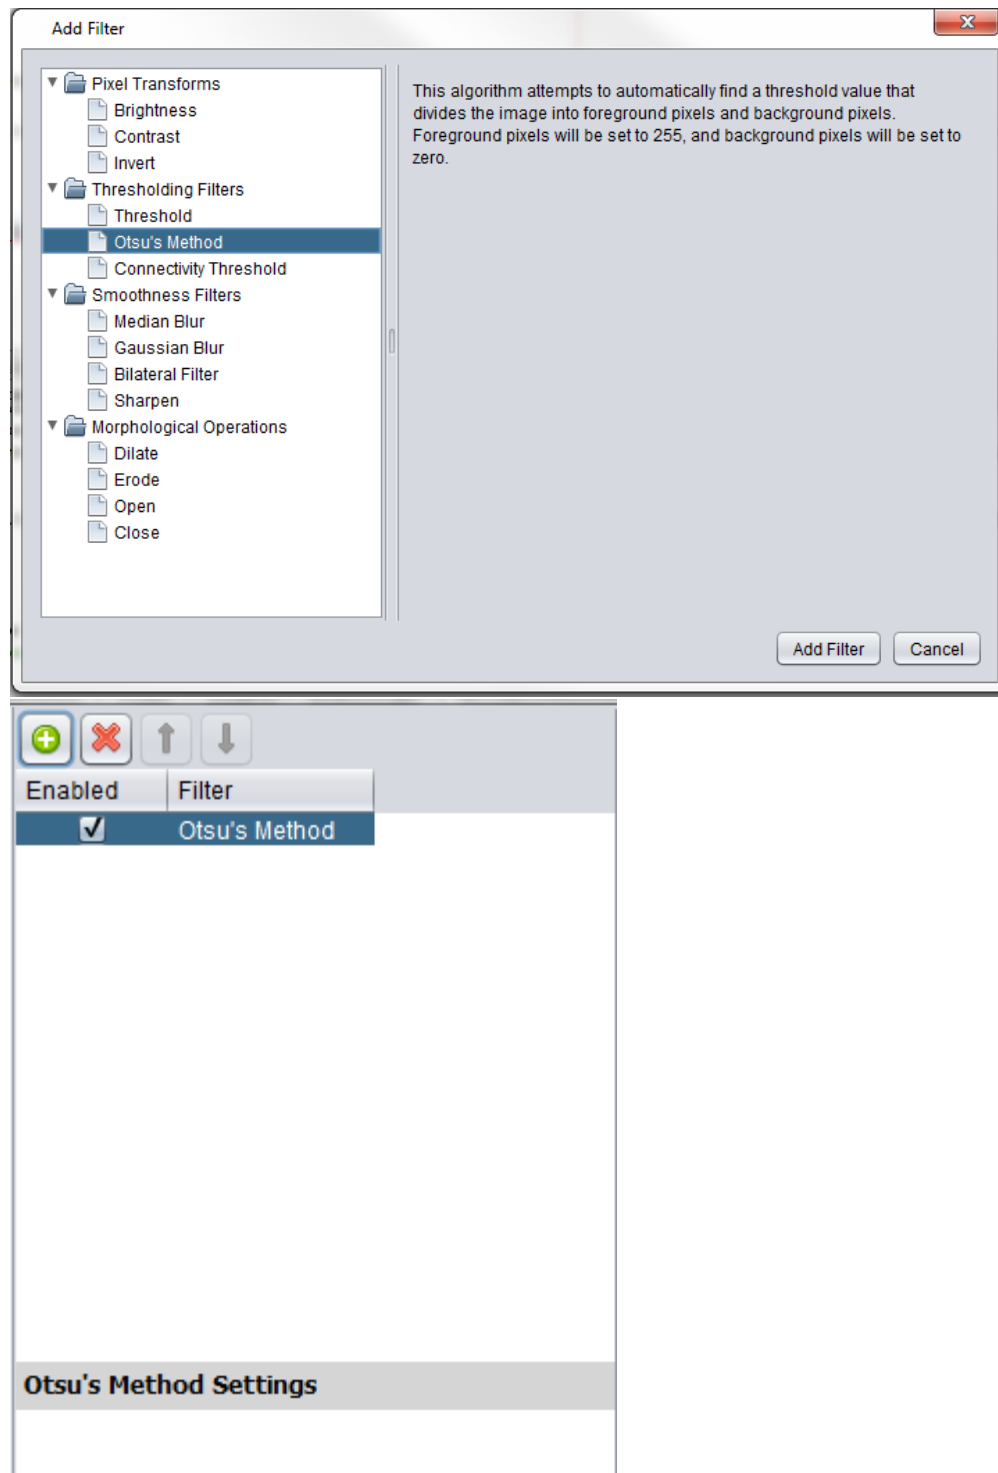 Add Filter
Pixel Transforms
Brightness
Contrast
Invert
Thresholding Filters
Threshold
Otsu's Method
Connectivity Threshold
Smoothness Filters
Median Blur
Gaussian Blur
Bilateral Filter
Sharpen
Morphological Operations
Dilate
Erode
Open
Close
This algorithm attempts to automatically find a threshold value that
divides the image into foreground pixels and background pixels.
Foreground pixels will be set to 255, and background pixels will be set to
zero.
Add Filter Cancel
Enabled Filter
Otsu's Method
Otsu's Method Settings